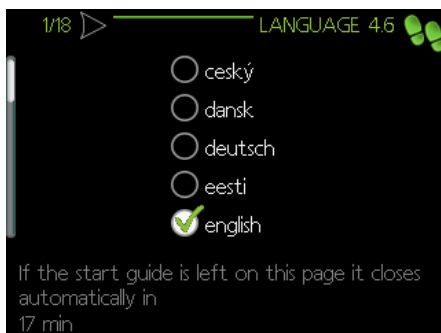 1/18 LANGUAGE 4.6
ceský
dansk
deutsch
eesti
english
If the start guide is left on this page it closes
automatically in
17 min